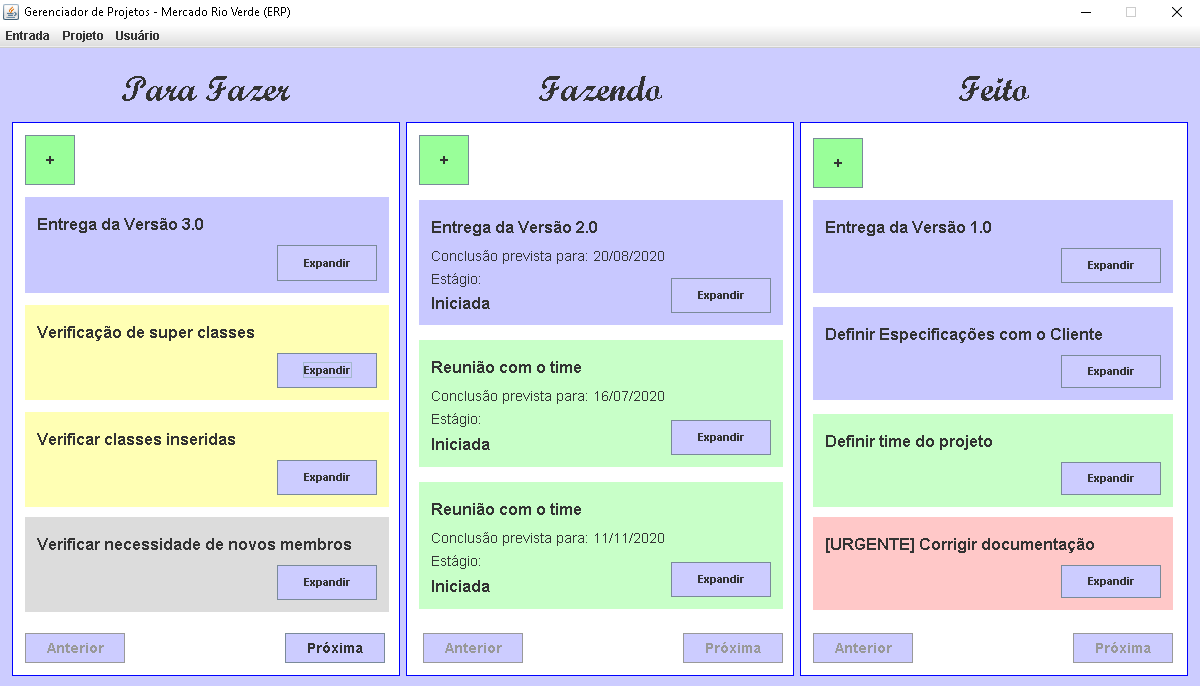 Gerenciador de Projetos - Mercado Rio Verde (ERP)
Entrada Projeto Usuário
Para Fazer
+
Entrega da Versão 3.0
Expandir
Verificação de super classes
Expandir
Verificar classes inseridas
Expandir
Verificar necessidade de novos membros
Expandir
Anterior Próxima
Fazendo
+
Entrega da Versão 2.0
Conclusão prevista para: 20/08/2020
Estágio:
Iniciada
Expandir
Reunião com o time
Conclusão prevista para: 16/07/2020
Estágio:
Iniciada
Expandir
Reunião com o time
Conclusão prevista para: 11/11/2020
Estágio:
Iniciada
Expandir
Anterior Próxima
Feito
+
Entrega da Versão 1.0
Expandir
Definir Especificações com o Cliente
Expandir
Definir time do projeto
Expandir
[URGENTE] Corrigir documentação
Expandir
Anterior Próxima